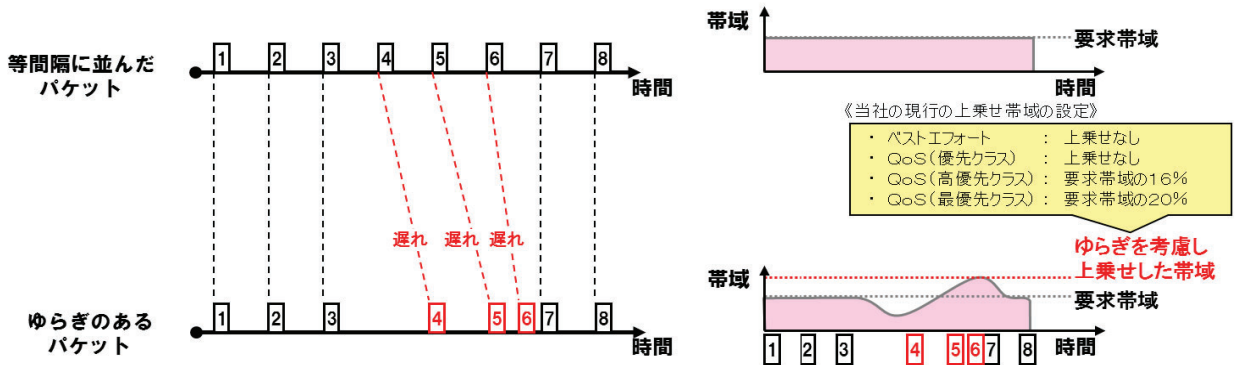 等間隔に並んだ
パケット
1 2 3 4 5 6 7 8
時間
遅れ 遅れ 遅れ
ゆらぎのある
パケット
1 2 3 4 5 6 7 8
時間
帯域
要求帯域
時間
《当社の現行の上乗せ帯域の設定》
・ ベストエフォート : 上乗せなし
・ QoS(優先クラス) : 上乗せなし
・ QoS(高優先クラス) : 要求帯域の16%
・ QoS(最優先クラス) : 要求帯域の20%
ゆらぎを考慮し
上乗せした帯域
帯域
要求帯域
1 2 3 4 5 6 7 8
時間